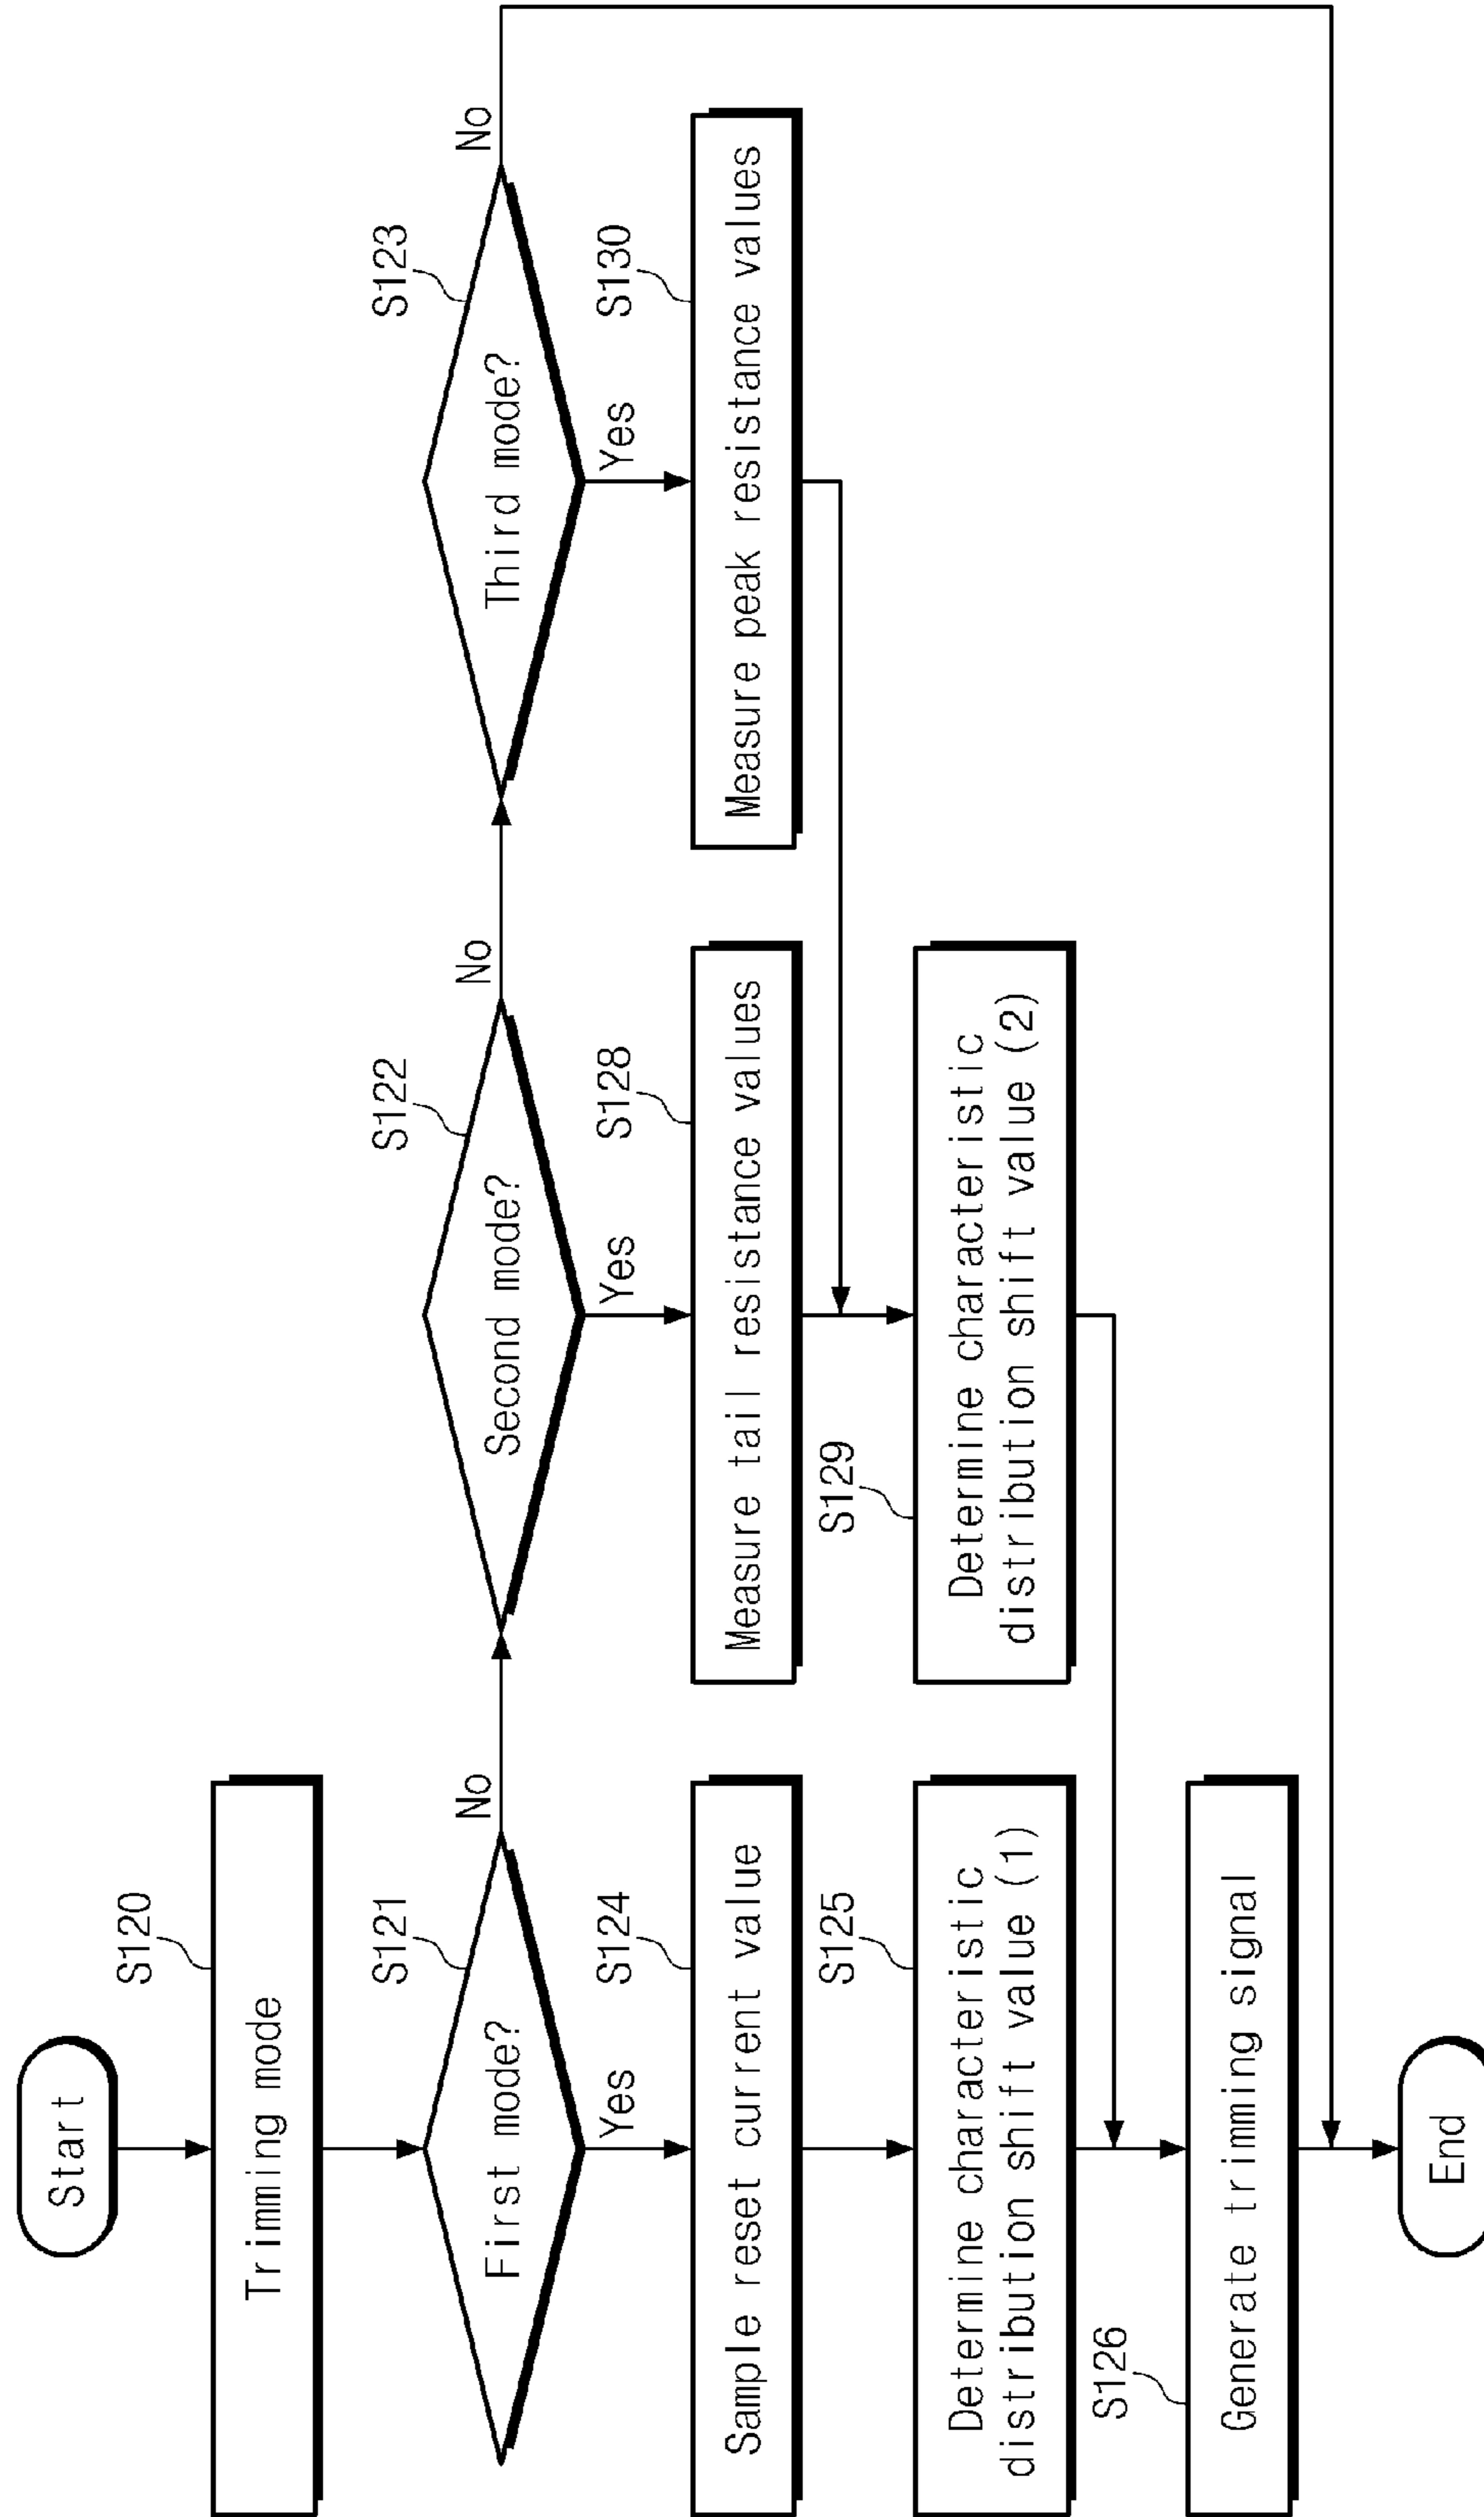 Start
S120
Trimming mode
S121
First mode?
No
S122
Second mode?
No
S123
Third mode?
No
Yes
Yes
Yes
S124
Sample reset current value
S128
Measure tail resistance values
S130
Measure peak resistance values
S125
Determine characteristic
distribution shift value (1)
S129
Determine characteristic
distribution shift value (2)
S126
Generate trimming signal
End